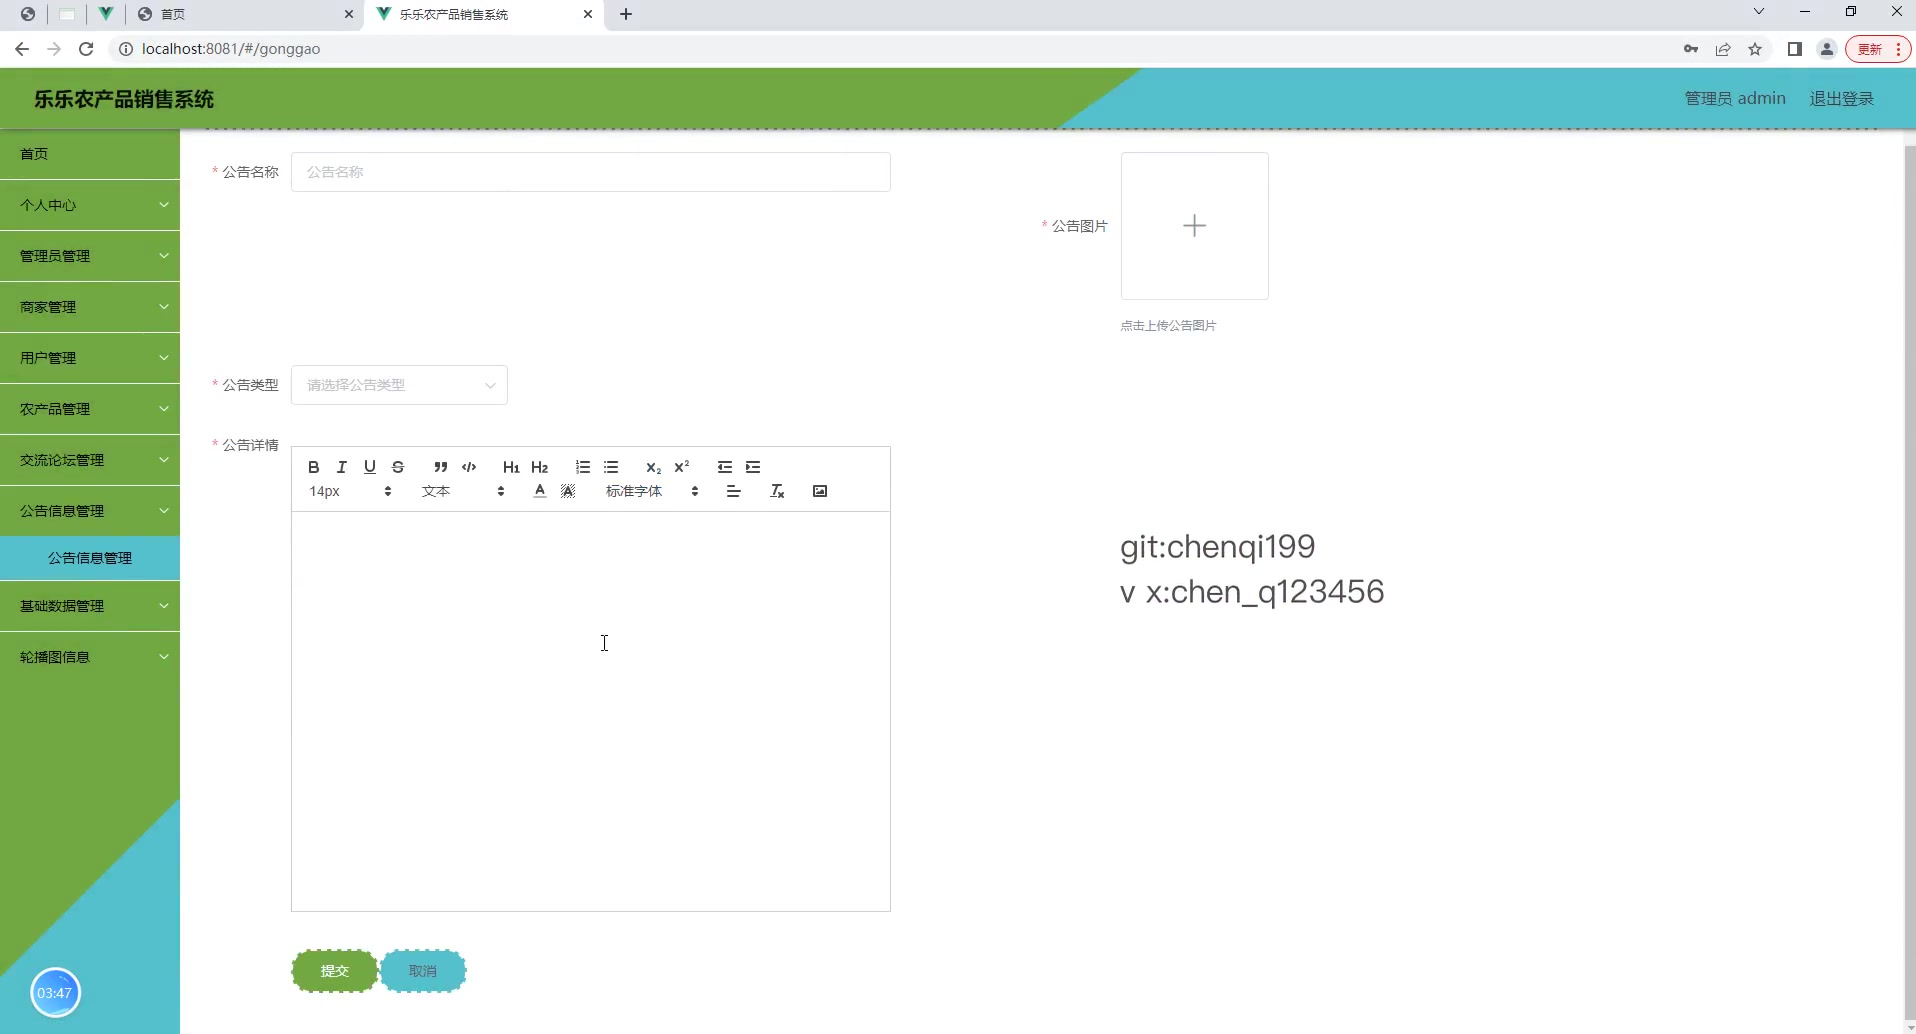 首页
乐乐农产品销售系统
localhost:8081/#/gonggao
更新
乐乐农产品销售系统
管理员 admin
退出登录
首页
个人中心
管理员管理
商家管理
用户管理
农产品管理
交流论坛管理
公告信息管理
公告信息管理
基础数据管理
轮播图信息
* 公告名称
公告名称
* 公告图片
点击上传公告图片
* 公告类型
请选择公告类型
* 公告详情
B I U S H1 H2 X2 X2
14px 文本 A A 标准字体 Tx
git:chenqi199
v x:chen_q123456
提交
取消
03:47